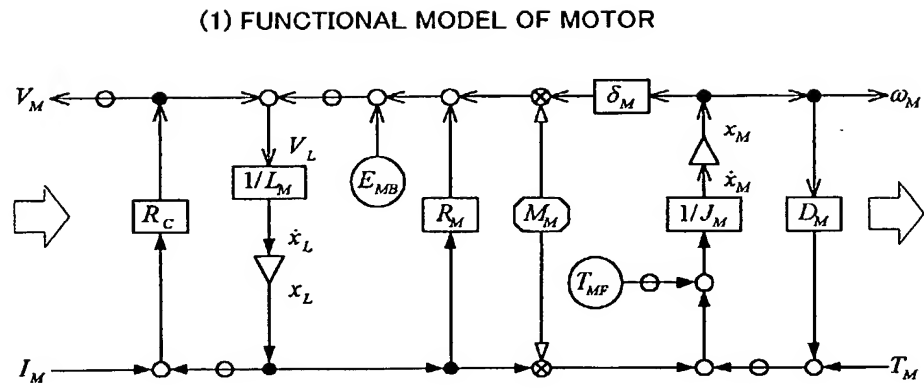 (1) FUNCTIONAL MODEL OF MOTOR
V_M δ_M ω_M
x_M
V_L
1/L_M E_MB ẋ_M
R_C R_M M_M 1/J_M D_M
ẋ_L
T_MF
x_L
I_M T_M